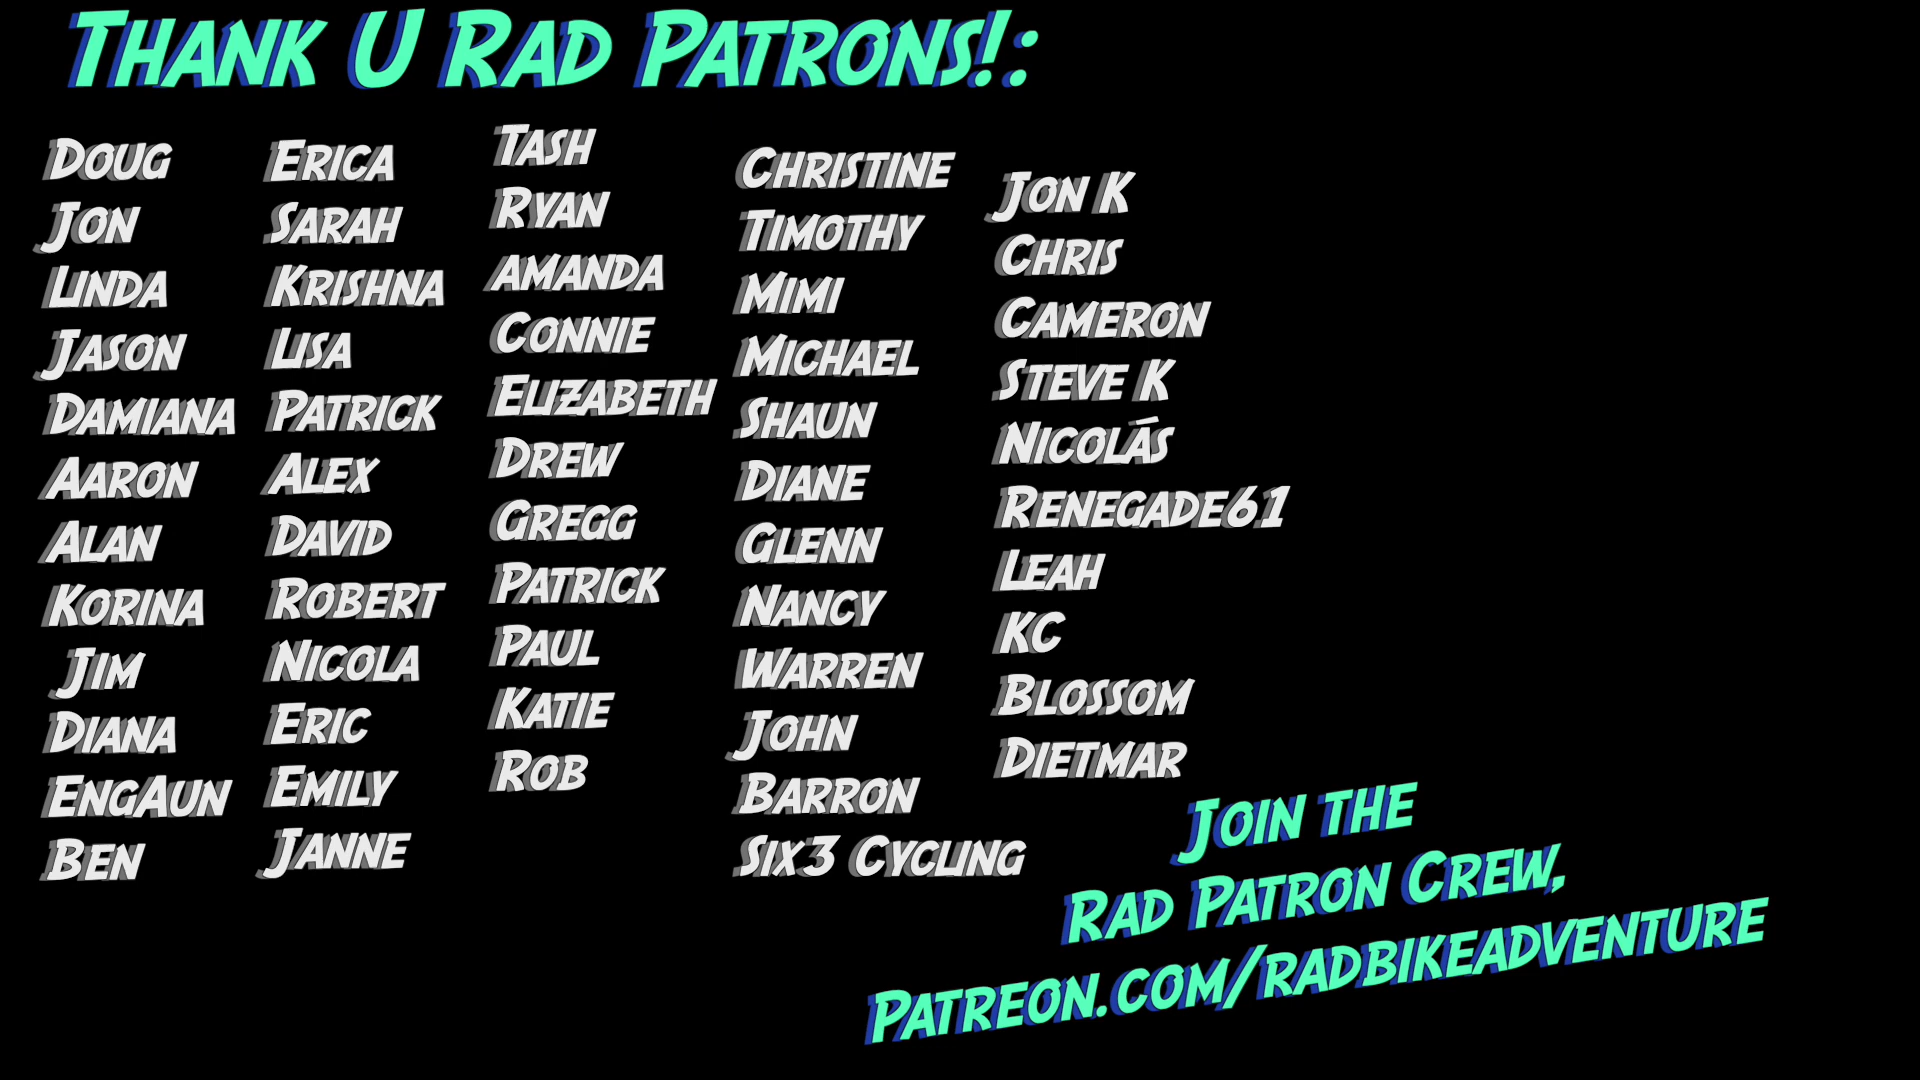 Thank U Rad Patrons!:
Doug
Jon
Linda
Jason
Damiana
Aaron
Alan
Korina
Jim
Diana
EngAun
Ben
Erica
Sarah
Krishna
Lisa
Patrick
Alex
David
Robert
Nicola
Eric
Emily
Janne
Tash
Ryan
amanda
Connie
Elizabeth
Drew
Gregg
Patrick
Paul
Katie
Rob
Christine
Timothy
Mimi
Michael
Shaun
Diane
Glenn
Nancy
Warren
John
Barron
Six3 Cycling
Jon K
Chris
Cameron
Steve K
Nicolás
Renegade61
Leah
KC
Blossom
Dietmar
Join the
Rad Patron Crew,
Patreon.com/radbikeadventure